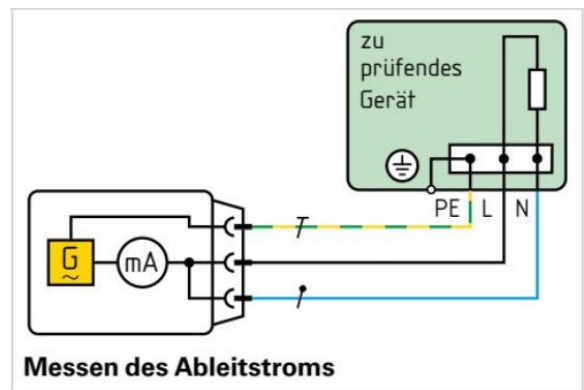 zu
prüfendes
Gerät
PE L N
G
~
mA
Messen des Ableitstroms